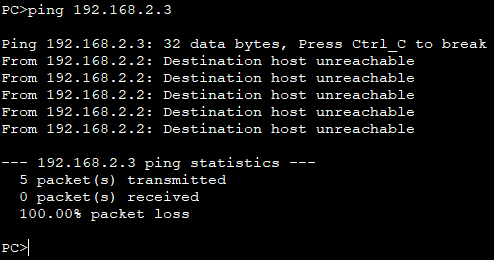 PC>ping 192.168.2.3
Ping 192.168.2.3: 32 data bytes, Press Ctrl_C to break
From 192.168.2.2: Destination host unreachable
From 192.168.2.2: Destination host unreachable
From 192.168.2.2: Destination host unreachable
From 192.168.2.2: Destination host unreachable
From 192.168.2.2: Destination host unreachable
--- 192.168.2.3 ping statistics ---
5 packet(s) transmitted
0 packet(s) received
100.00% packet loss
PC>